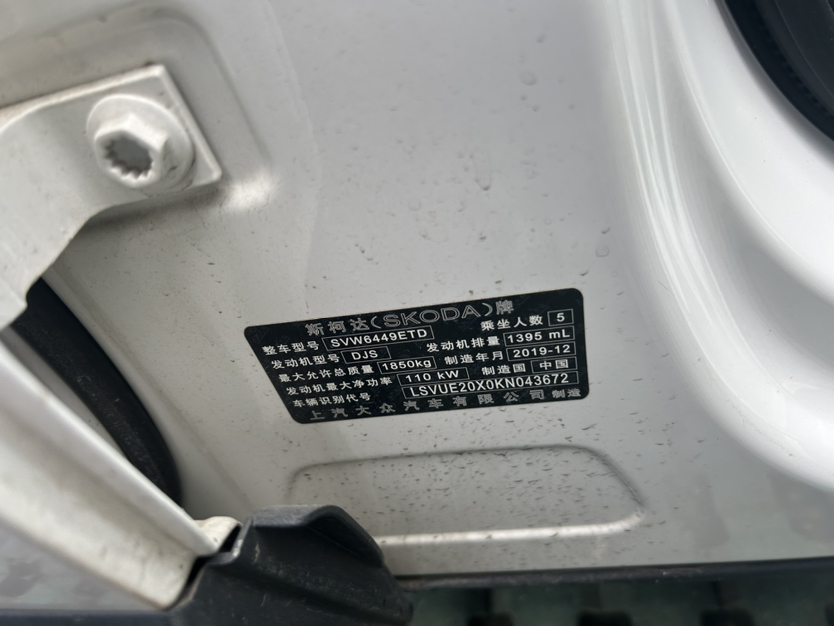 斯柯达(SKODA)牌
整车型号 SVW6449ETD 乘坐人数 5
发动机型号 DJS 发动机排量 1395 mL
最大允许总质量 1850kg 制造年月 2019-12
发动机最大净功率 110 kW 制造国 中国
车辆识别代号 LSVUE20X0KN043672
上汽大众汽车有限公司 制造